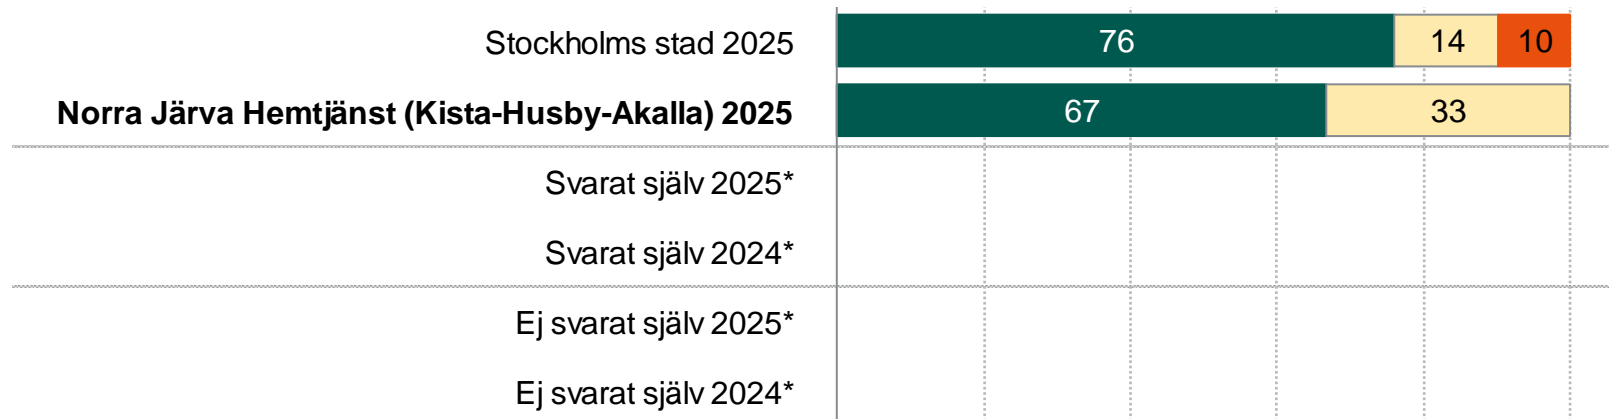 Stockholms stad 2025 76 14 10
Norra Järva Hemtjänst (Kista-Husby-Akalla) 2025 67 33
Svarat själv 2025*
Svarat själv 2024*
Ej svarat själv 2025*
Ej svarat själv 2024*